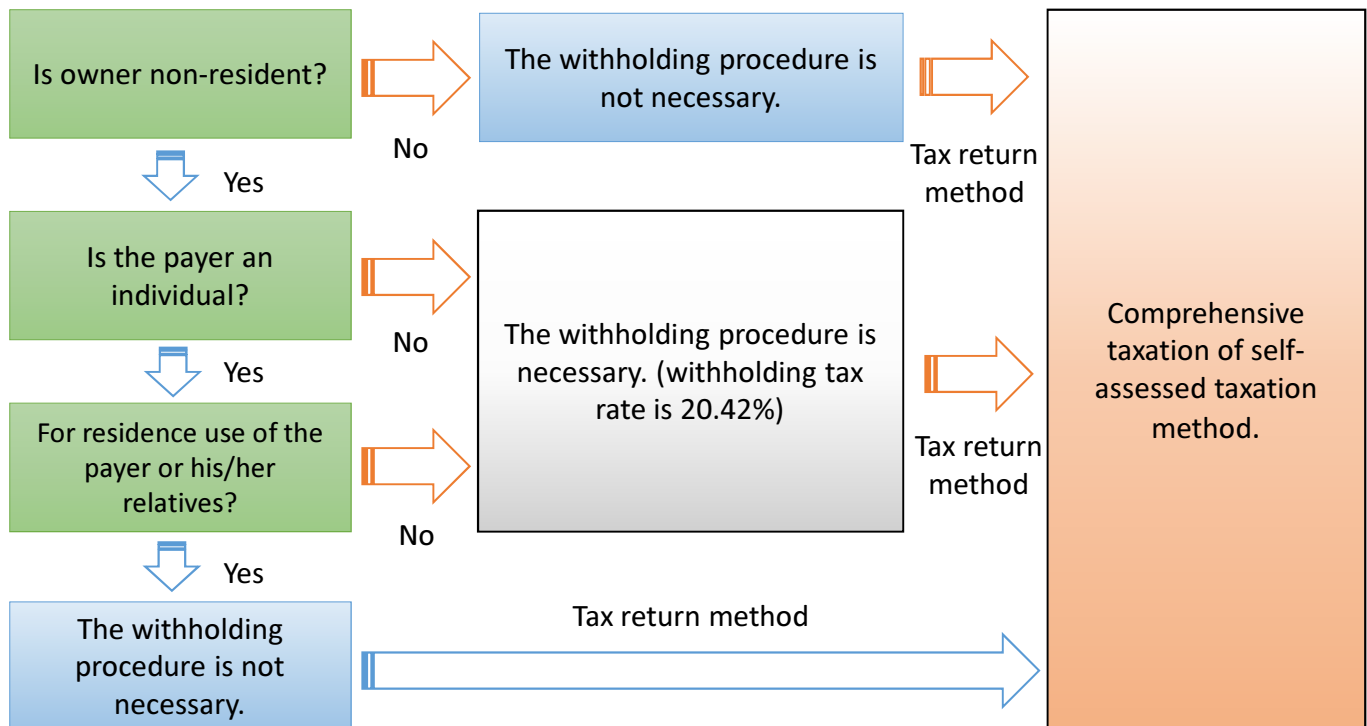 Is owner non-resident?
No
The withholding procedure is
not necessary.
Tax return
method
Yes
Is the payer an
individual?
No
The withholding procedure is
necessary. (withholding tax
rate is 20.42%)
Tax return
method
Comprehensive
taxation of self-
assessed taxation
method.
Yes
For residence use of the
payer or his/her
relatives?
No
Yes
The withholding
procedure is not
necessary.
Tax return method